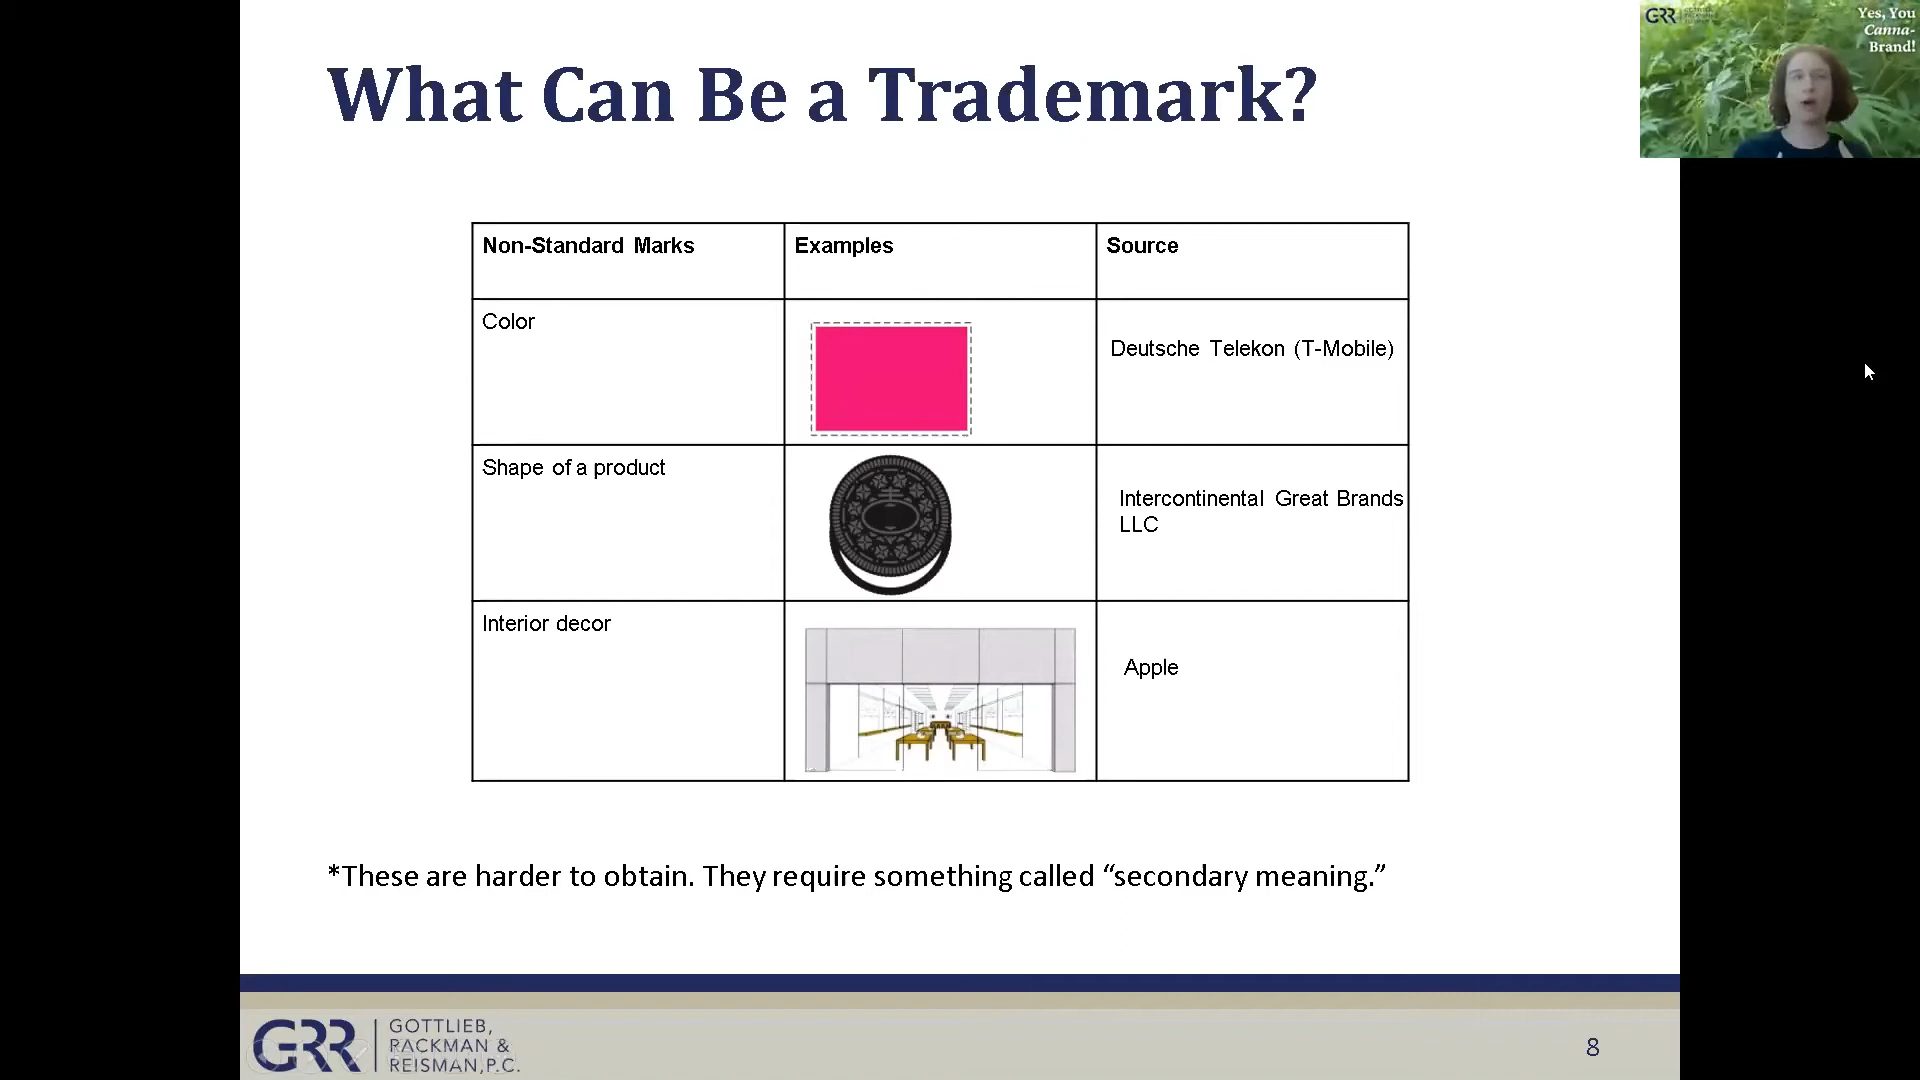 What Can Be a Trademark?
GRR
Yes, You
Canna-
Brand!
Non-Standard Marks
Examples
Source
Color
Deutsche Telekon (T-Mobile)
Shape of a product
Intercontinental Great Brands
LLC
Interior decor
Apple
*These are harder to obtain. They require something called “secondary meaning.”
GRR
GOTTLIEB,
RACKMAN &
REISMAN, P.C.
8